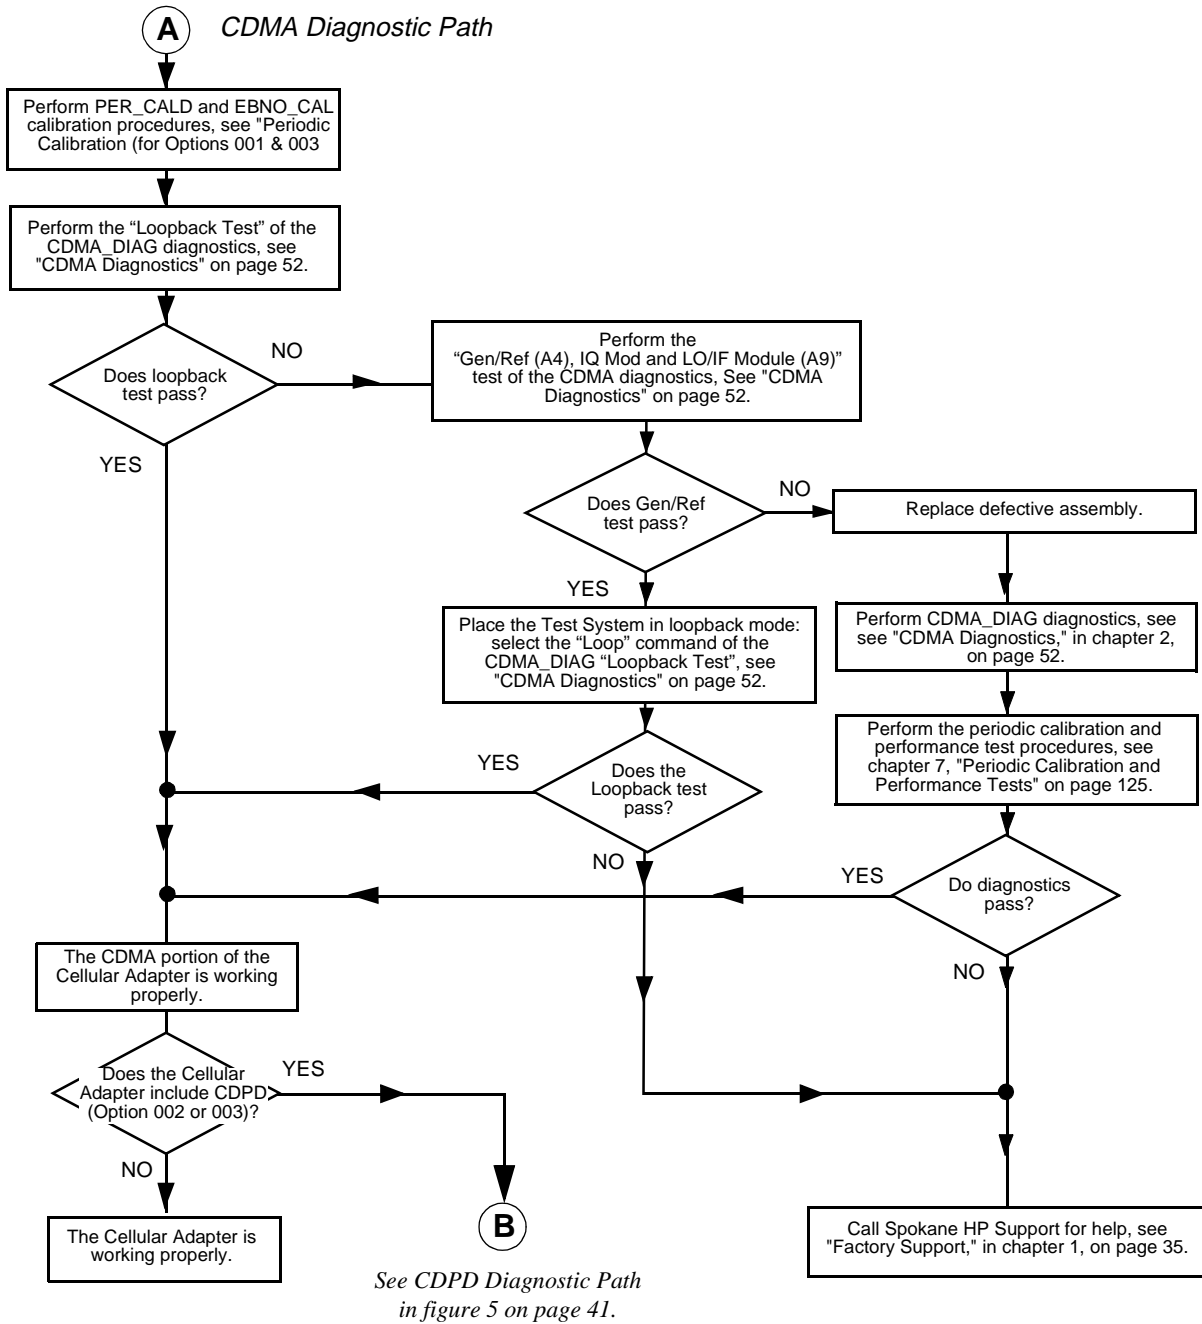 A
CDMA Diagnostic Path
Perform PER_CALD and EBNO_CAL
calibration procedures, see "Periodic
Calibration (for Options 001 & 003
Perform the “Loopback Test” of the
CDMA_DIAG diagnostics, see
"CDMA Diagnostics" on page 52.
Does loopback
test pass?
NO
YES
Perform the
“Gen/Ref (A4), IQ Mod and LO/IF Module (A9)”
test of the CDMA diagnostics, See "CDMA
Diagnostics" on page 52.
Does Gen/Ref
test pass?
NO
YES
Replace defective assembly.
Place the Test System in loopback mode:
select the “Loop” command of the
CDMA_DIAG “Loopback Test”, see
"CDMA Diagnostics" on page 52.
Perform CDMA_DIAG diagnostics, see
see "CDMA Diagnostics," in chapter 2,
on page 52.
Perform the periodic calibration and
performance test procedures, see
chapter 7, "Periodic Calibration and
Performance Tests" on page 125.
Does the
Loopback test
pass?
YES
NO
Do diagnostics
pass?
YES
NO
The CDMA portion of the
Cellular Adapter is working
properly.
Does the Cellular
Adapter include CDPD
(Option 002 or 003)?
YES
NO
The Cellular Adapter is
working properly.
B
See CDPD Diagnostic Path
in figure 5 on page 41.
Call Spokane HP Support for help, see
"Factory Support," in chapter 1, on page 35.